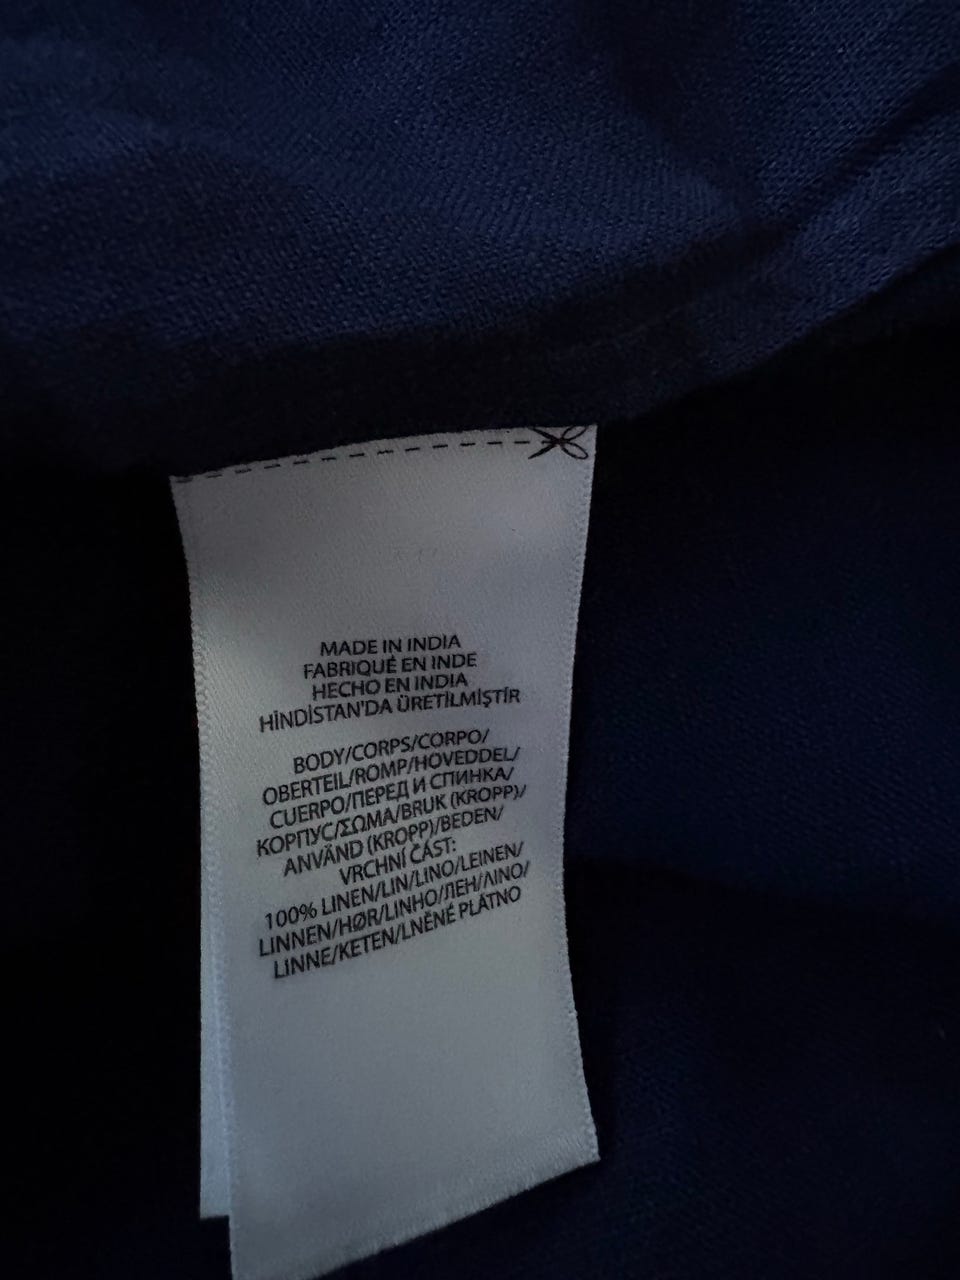 MADE IN INDIA
FABRIQUÉ EN INDE
HECHO EN INDIA
HİNDİSTAN'DA ÜRETİLMİŞTİR
BODY/CORPS/CORPO/
OBERTEIL/ROMP/HOVEDDEL/
CUERPO/ПЕРЕД И СПИНКА/
КОРПУС/ΣΩΜΑ/BRUK (KROPP)/
ANVÄND (KROPP)/BEDEN/
VRCHNÍ ČÁST:
100% LINEN/LIN/LINO/LEINEN/
LINNEN/HØR/LINHO/ЛЕН/ΛΙΝΟ/
LINNE/KETEN/LNĚNÉ PLÁTNO